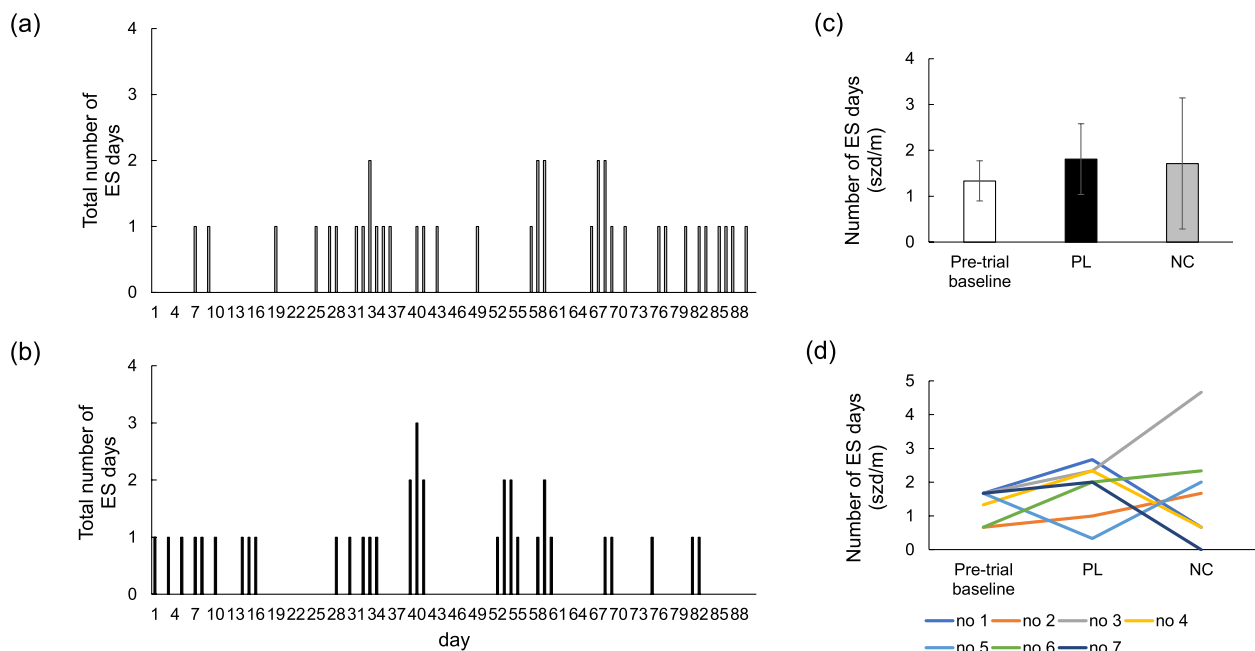 (a)
Total number of
ES days
4
3
2
1
0
1 4 7 10 13 16 19 22 25 28 31 34 37 40 43 46 49 52 55 58 61 64 67 70 73 76 79 82 85 88
(b)
Total number of
ES days
4
3
2
1
0
1 4 7 10 13 16 19 22 25 28 31 34 37 40 43 46 49 52 55 58 61 64 67 70 73 76 79 82 85 88
day
(c)
Number of ES days
(szd/m)
4
3
2
1
0
Pre-trial
baseline
PL
NC
(d)
Number of ES days
(szd/m)
5
4
3
2
1
0
Pre-trial
baseline
PL
NC
no 1 no 2 no 3 no 4
no 5 no 6 no 7